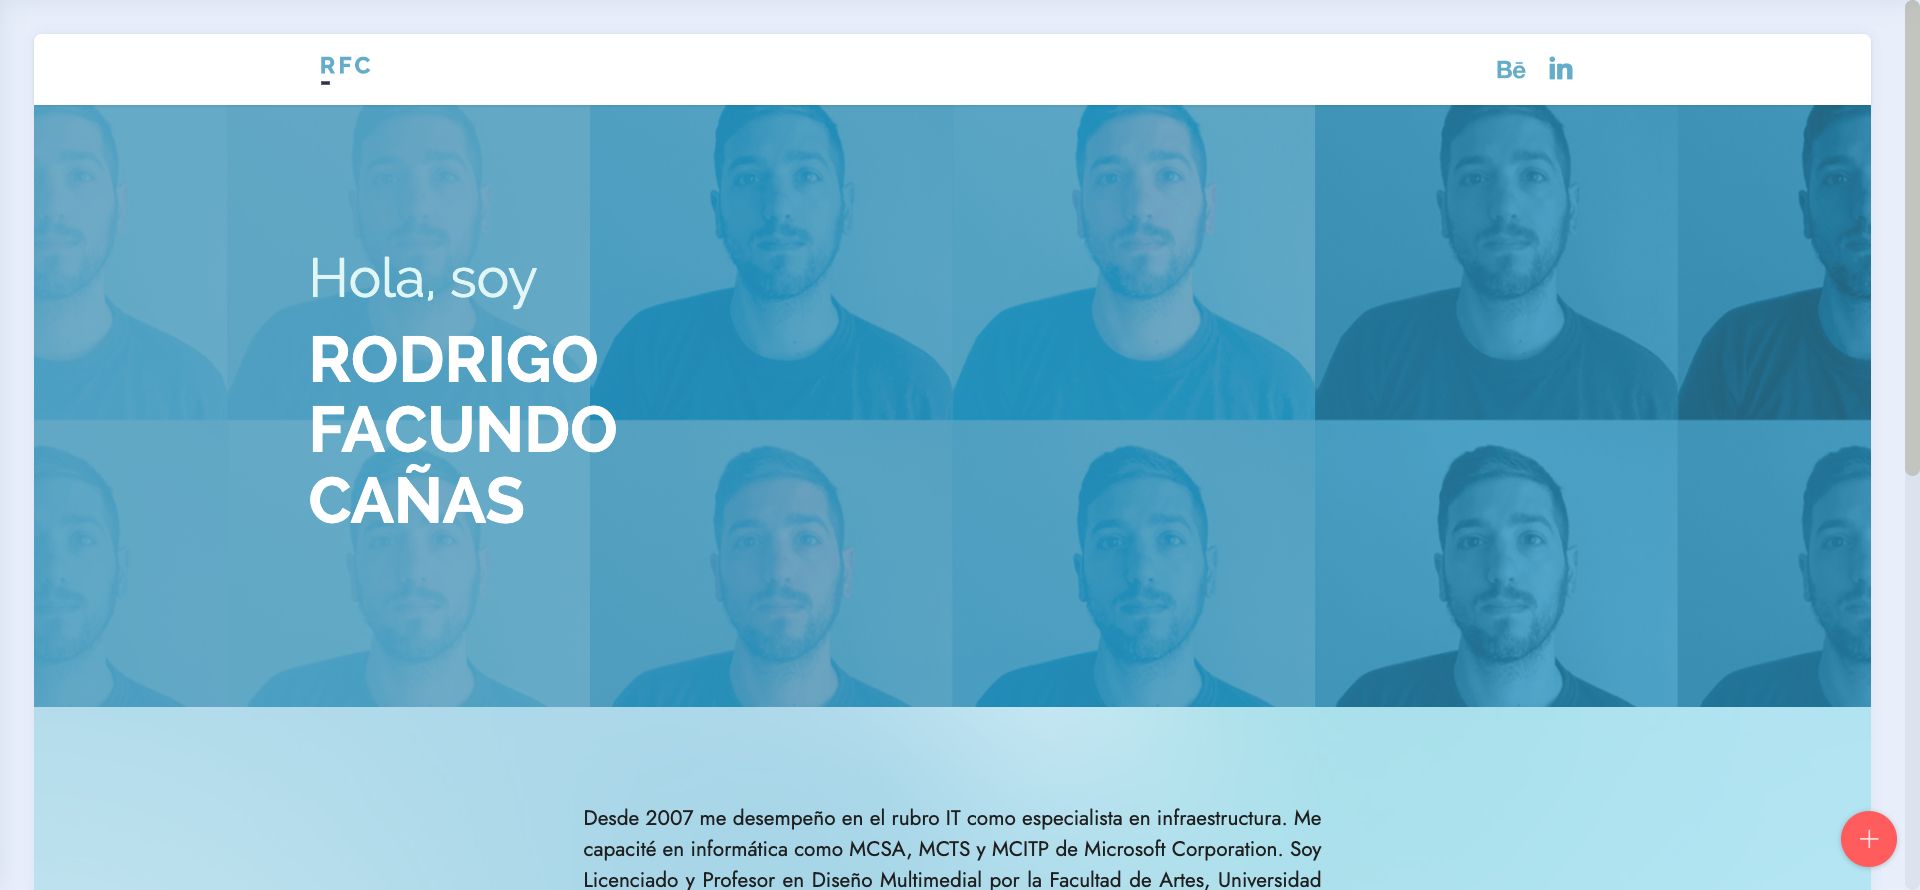 RFC
Bē in
Hola, soy
RODRIGO
FACUNDO
CAÑAS
Desde 2007 me desempeño en el rubro IT como especialista en infraestructura. Me
capacité en informática como MCSA, MCTS y MCITP de Microsoft Corporation. Soy
Licenciado y Profesor en Diseño Multimedial por la Facultad de Artes, Universidad